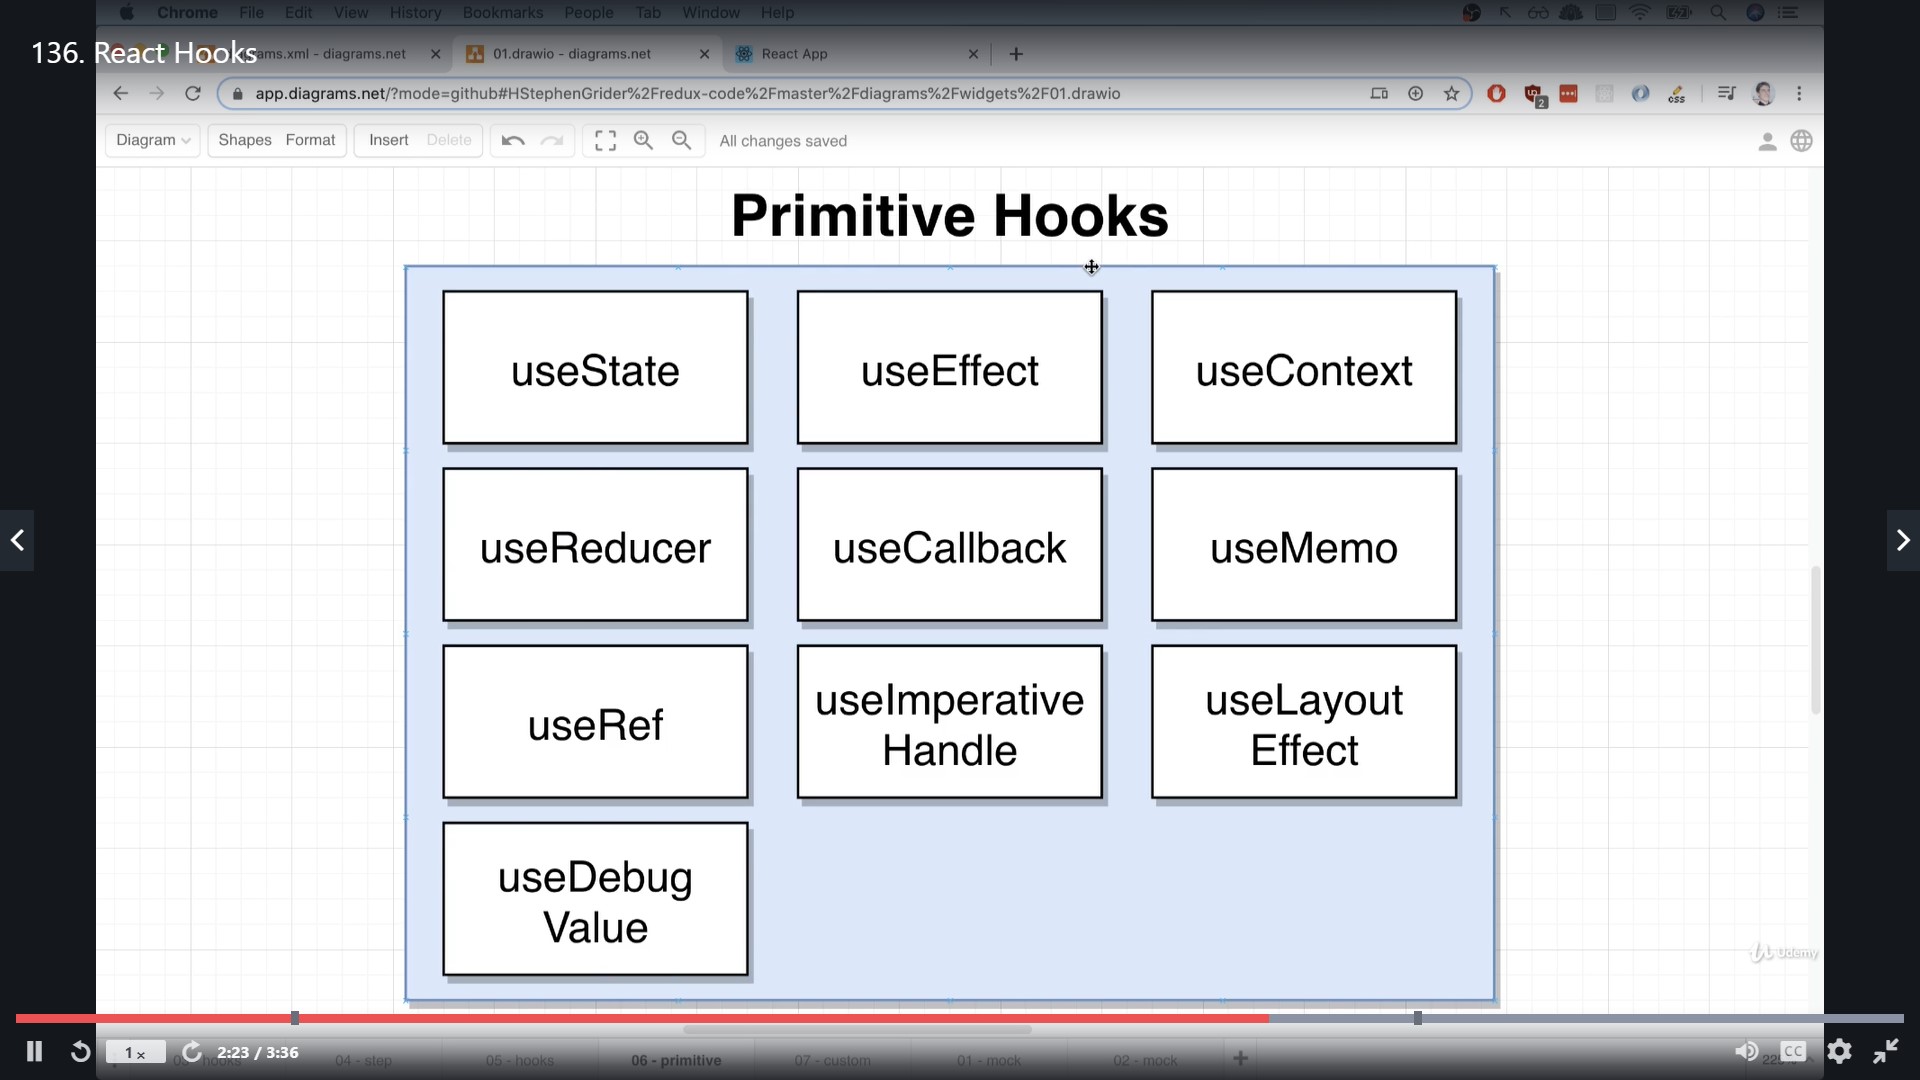 Chrome File Edit View History Bookmarks People Tab Window Help
136. React Hooks
ams.xml - diagrams.net
01.drawio - diagrams.net
React App
app.diagrams.net/?mode=github#HStephenGrider%2Fredux-code%2Fmaster%2Fdiagrams%2Fwidgets%2F01.drawio
2
css
Diagram
Shapes
Format
Insert
Delete
All changes saved
Primitive Hooks
useState
useEffect
useContext
useReducer
useCallback
useMemo
useRef
useImperative
Handle
useLayout
Effect
useDebug
Value
Udemy
1 x
2:23 / 3:36
hooks
04 - step
05 - hooks
06 - primitive
07 - custom
01 - mock
02 - mock
CC